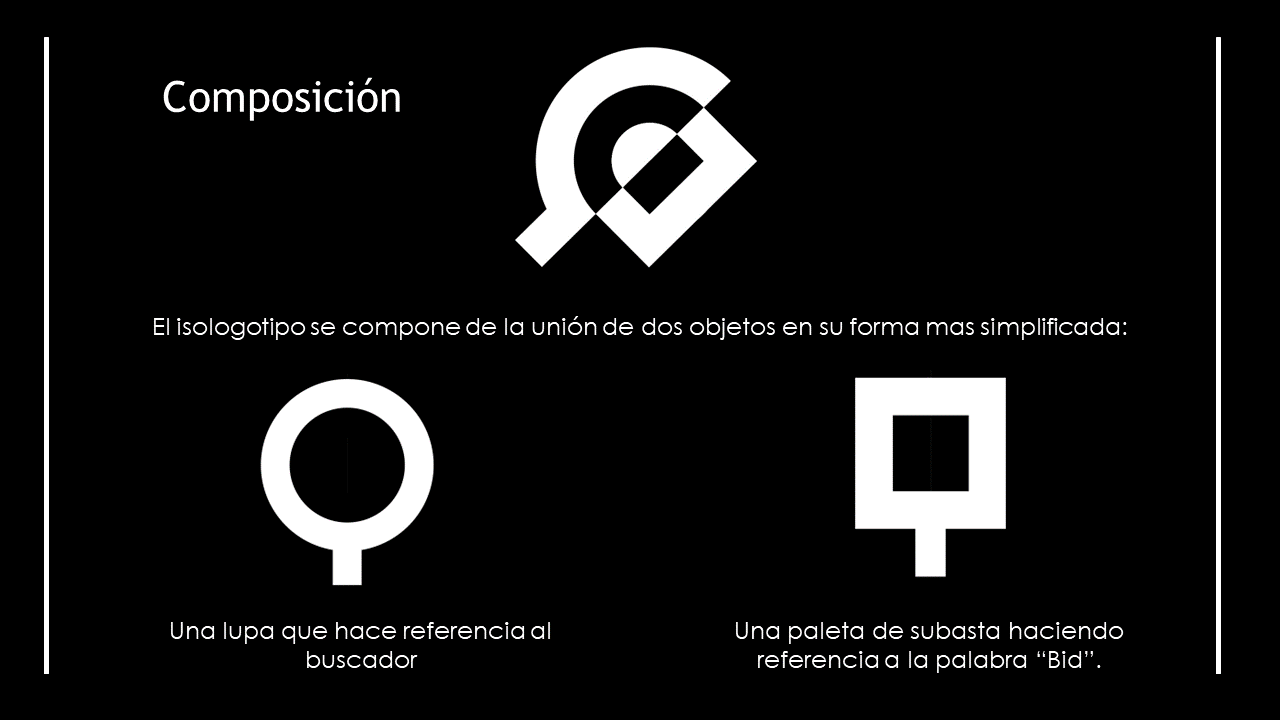 Composición
El isologotipo se compone de la unión de dos objetos en su forma mas simplificada:
Una lupa que hace referencia al
buscador
Una paleta de subasta haciendo
referencia a la palabra “Bid”.